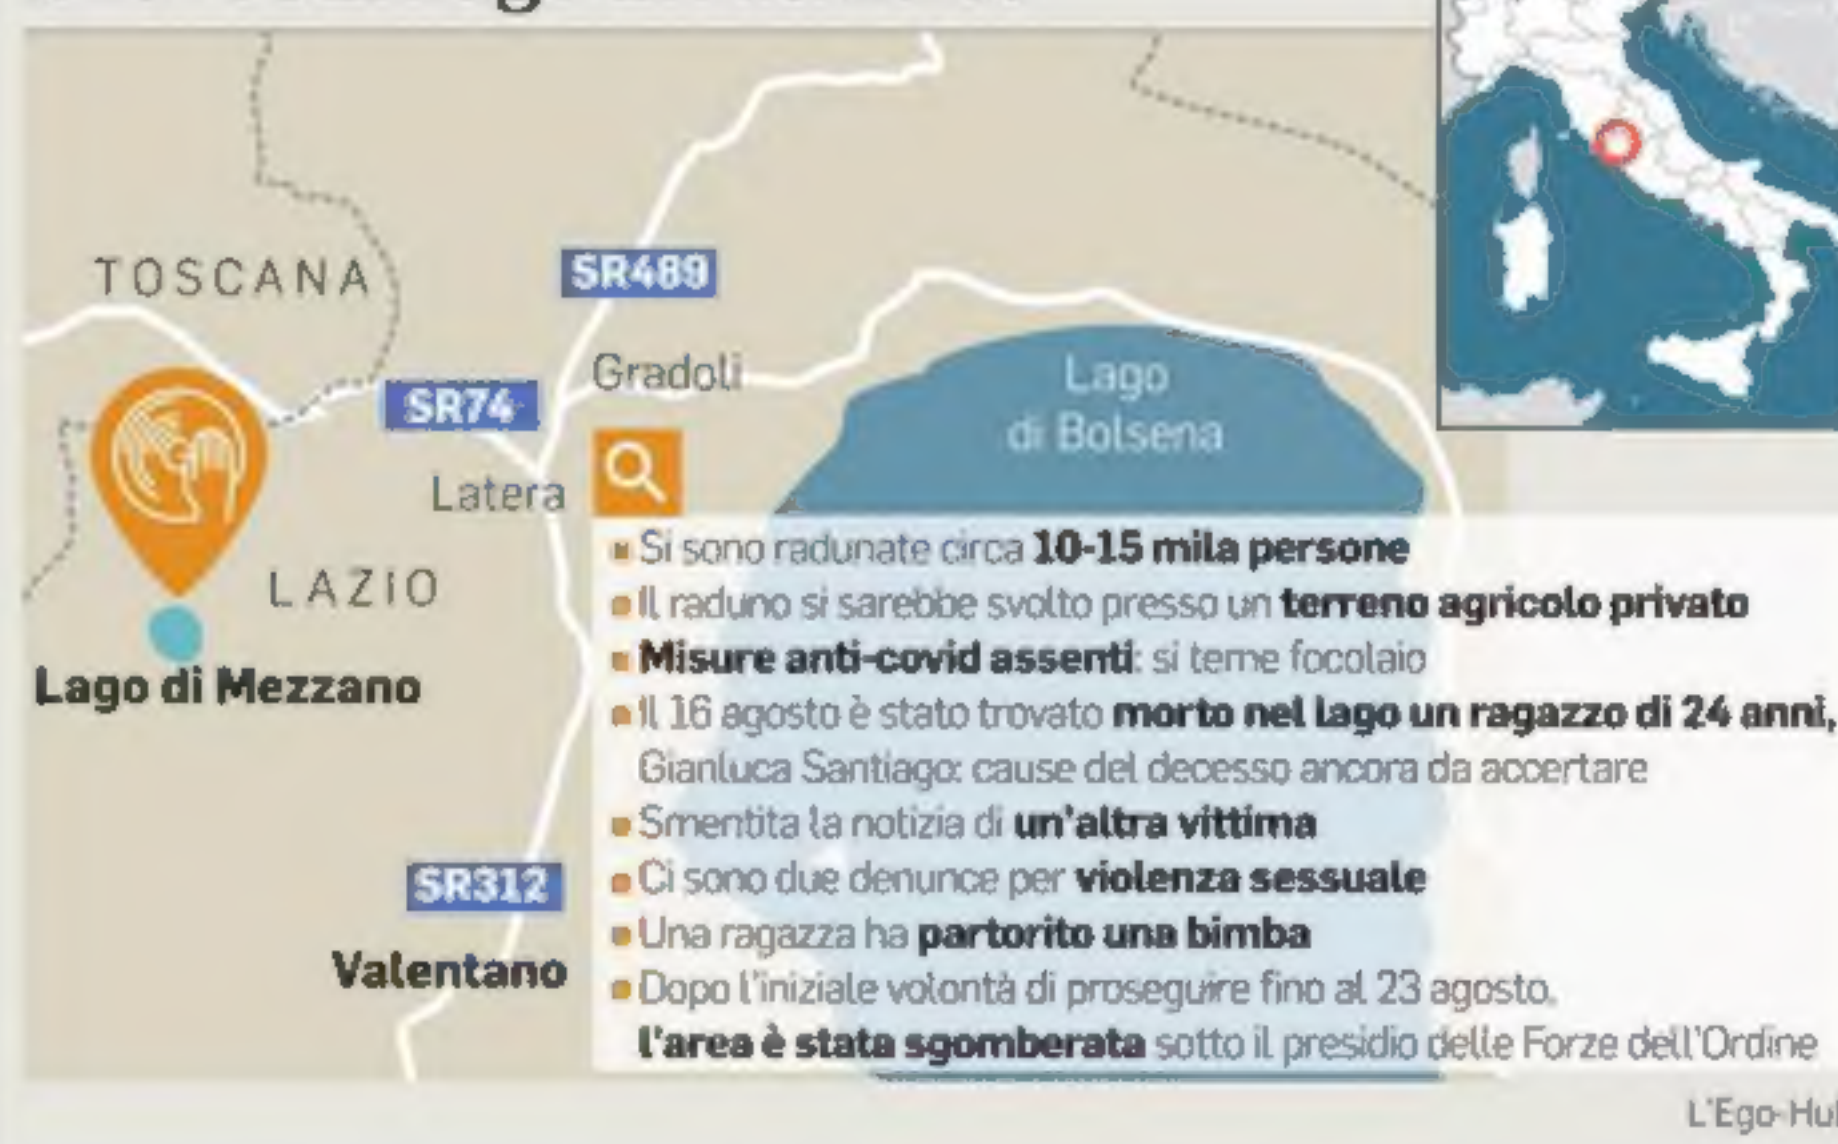 TOSCANA
SR489
Gradoli
SR74
Lago
di Bolsena
Latera
LAZIO
Lago di Mezzano
SR312
Valentano
Si sono radunate circa 10-15 mila persone
Il raduno si sarebbe svolto presso un terreno agricolo privato
Misure anti-covid assenti: si teme focolaio
Il 16 agosto è stato trovato morto nel lago un ragazzo di 24 anni,
Gianluca Santiago: cause del decesso ancora da accertare
Smentita la notizia di un'altra vittima
Ci sono due denunce per violenza sessuale
Una ragazza ha partorito una bimba
Dopo l'iniziale volontà di proseguire fino al 23 agosto,
l'area è stata sgomberata sotto il presidio delle Forze dell'Ordine
L'Ego-Hu